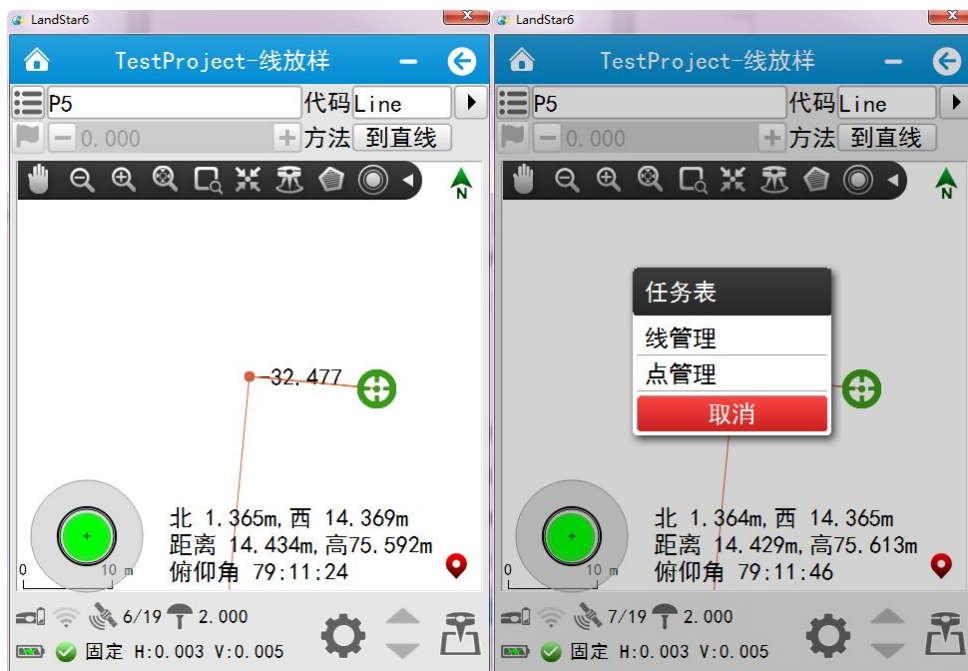 LandStar6
TestProject-线放样
P5
代码 Line
0.000
方法 到直线
N
-32.477
北 1.365m,西 14.369m
距离 14.434m,高75.592m
俯仰角 79:11:24
0 10 m
6/19 2.000
固定 H:0.003 V:0.005
LandStar6
TestProject-线放样
P5
代码 Line
0.000
方法 到直线
N
任务表
线管理
点管理
取消
北 1.364m,西 14.365m
距离 14.429m,高75.613m
俯仰角 79:11:46
0 10 m
7/19 2.000
固定 H:0.003 V:0.005